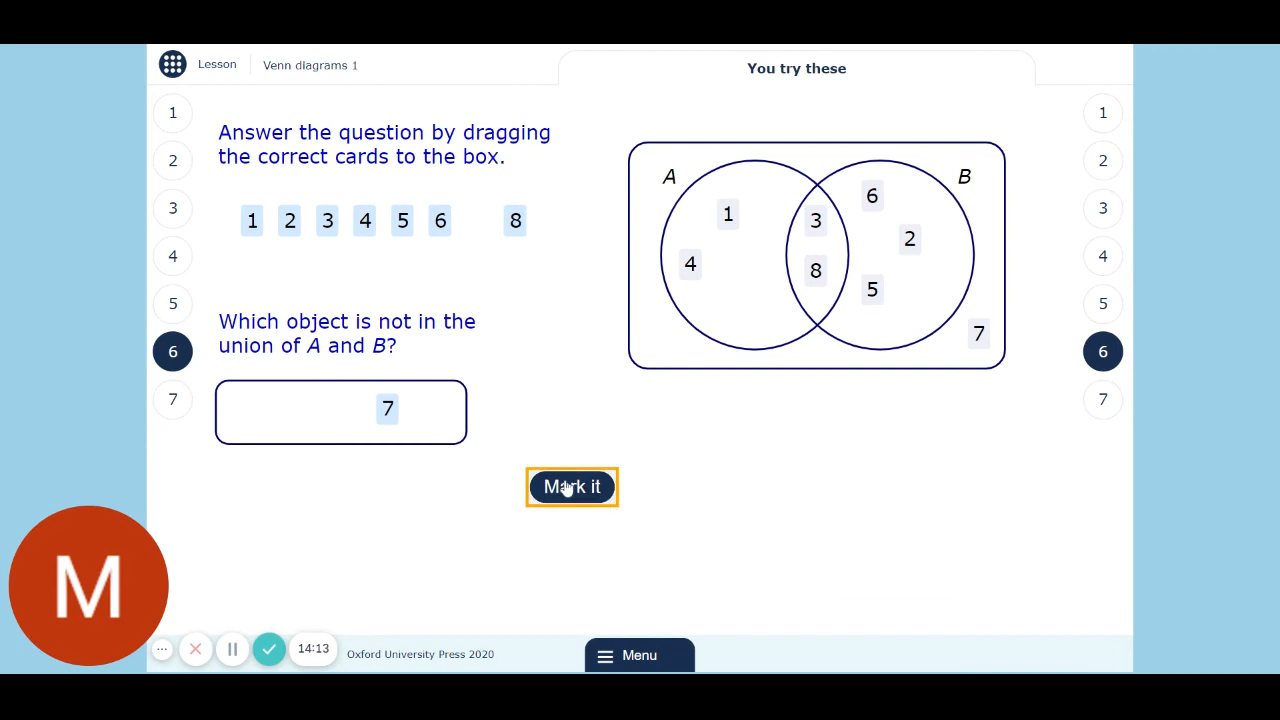 Lesson
Venn diagrams 1
You try these
1
2
3
4
5
6
7
Answer the question by dragging
the correct cards to the box.
1 2 3 4 5 6 8
Which object is not in the
union of A and B?
7
A
B
1
4
3
8
6
2
5
7
Mark it
1
2
3
4
5
6
7
M
14:13
Oxford University Press 2020
Menu